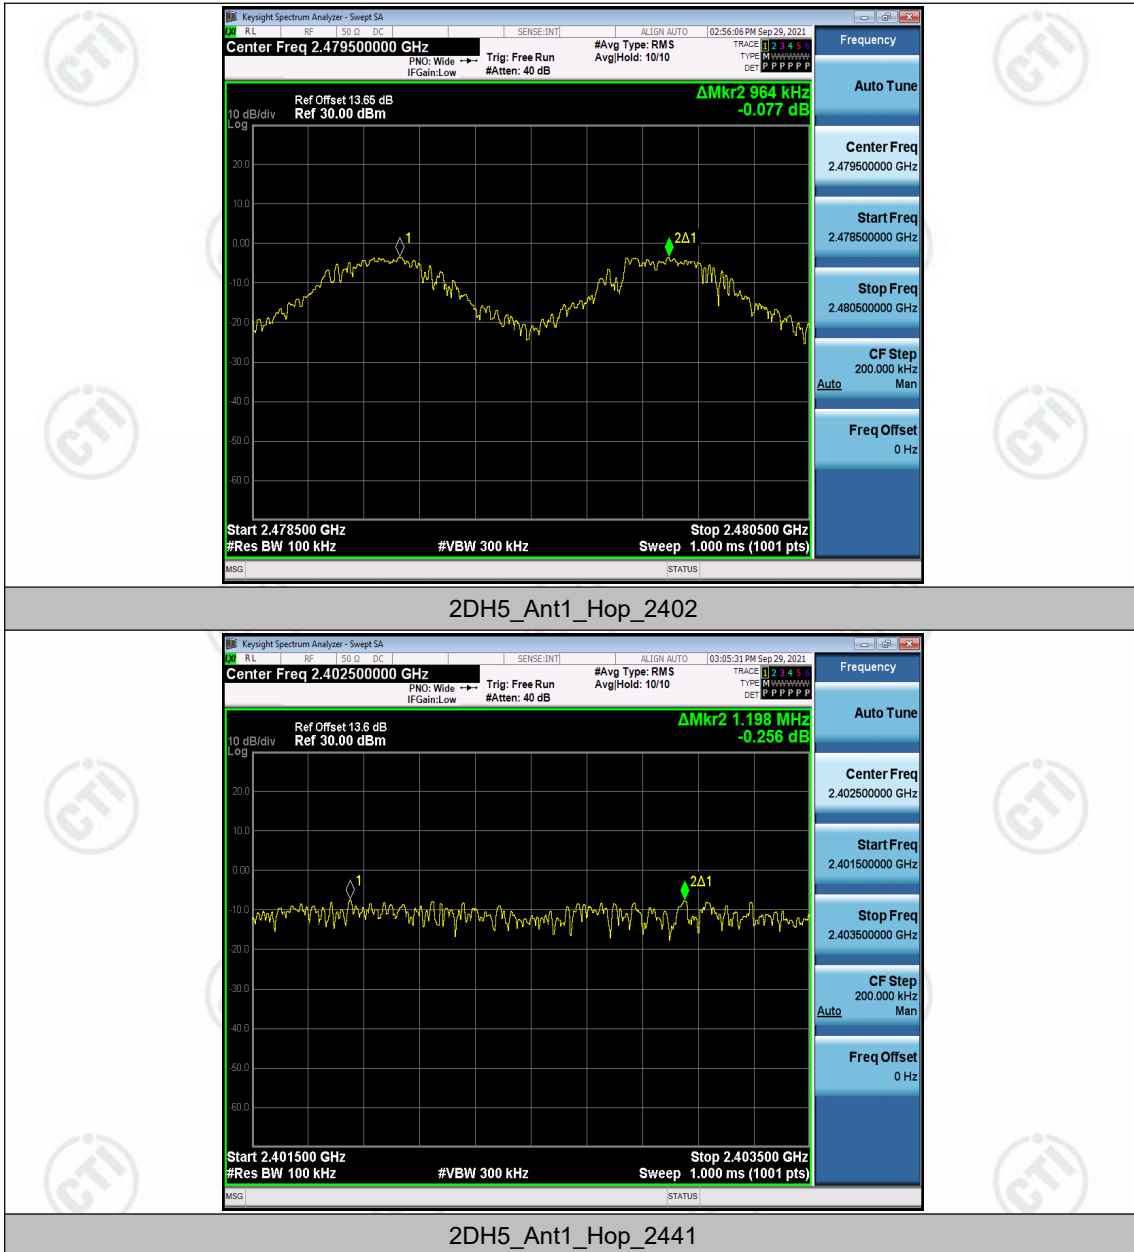 Keysight Spectrum Analyzer - Swept SA
LXI RL RF 50 Ω DC SENSE:INT ALIGN AUTO 02:56:06 PM Sep 29, 2021
Center Freq 2.479500000 GHz
PNO: Wide
IFGain:Low
Trig: Free Run
#Atten: 40 dB
#Avg Type: RMS
Avg|Hold: 10/10
TRACE 1 2 3 4 5 6
TYPE M W W W W W
DET P P P P P P
Frequency
Auto Tune
Center Freq
2.479500000 GHz
Start Freq
2.478500000 GHz
Stop Freq
2.480500000 GHz
CF Step
200.000 kHz
Auto Man
Freq Offset
0 Hz
ΔMkr2 964 kHz
-0.077 dB
Ref Offset 13.65 dB
10 dB/div Ref 30.00 dBm
Log
20.0
10.0
0.00
-10.0
-20.0
-30.0
-40.0
-50.0
-60.0
1
2Δ1
Start 2.478500 GHz Stop 2.480500 GHz
#Res BW 100 kHz #VBW 300 kHz Sweep 1.000 ms (1001 pts)
MSG STATUS
2DH5_Ant1_Hop_2402
Keysight Spectrum Analyzer - Swept SA
LXI RL RF 50 Ω DC SENSE:INT ALIGN AUTO 03:05:31 PM Sep 29, 2021
Center Freq 2.402500000 GHz
PNO: Wide
IFGain:Low
Trig: Free Run
#Atten: 40 dB
#Avg Type: RMS
Avg|Hold: 10/10
TRACE 1 2 3 4 5 6
TYPE M W W W W W
DET P P P P P P
Frequency
Auto Tune
Center Freq
2.402500000 GHz
Start Freq
2.401500000 GHz
Stop Freq
2.403500000 GHz
CF Step
200.000 kHz
Auto Man
Freq Offset
0 Hz
ΔMkr2 1.198 MHz
-0.256 dB
Ref Offset 13.6 dB
10 dB/div Ref 30.00 dBm
Log
20.0
10.0
0.00
-10.0
-20.0
-30.0
-40.0
-50.0
-60.0
1
2Δ1
Start 2.401500 GHz Stop 2.403500 GHz
#Res BW 100 kHz #VBW 300 kHz Sweep 1.000 ms (1001 pts)
MSG STATUS
2DH5_Ant1_Hop_2441
CTI
CTI
CTI
CTI
CTI
CTI
CTI
CTI